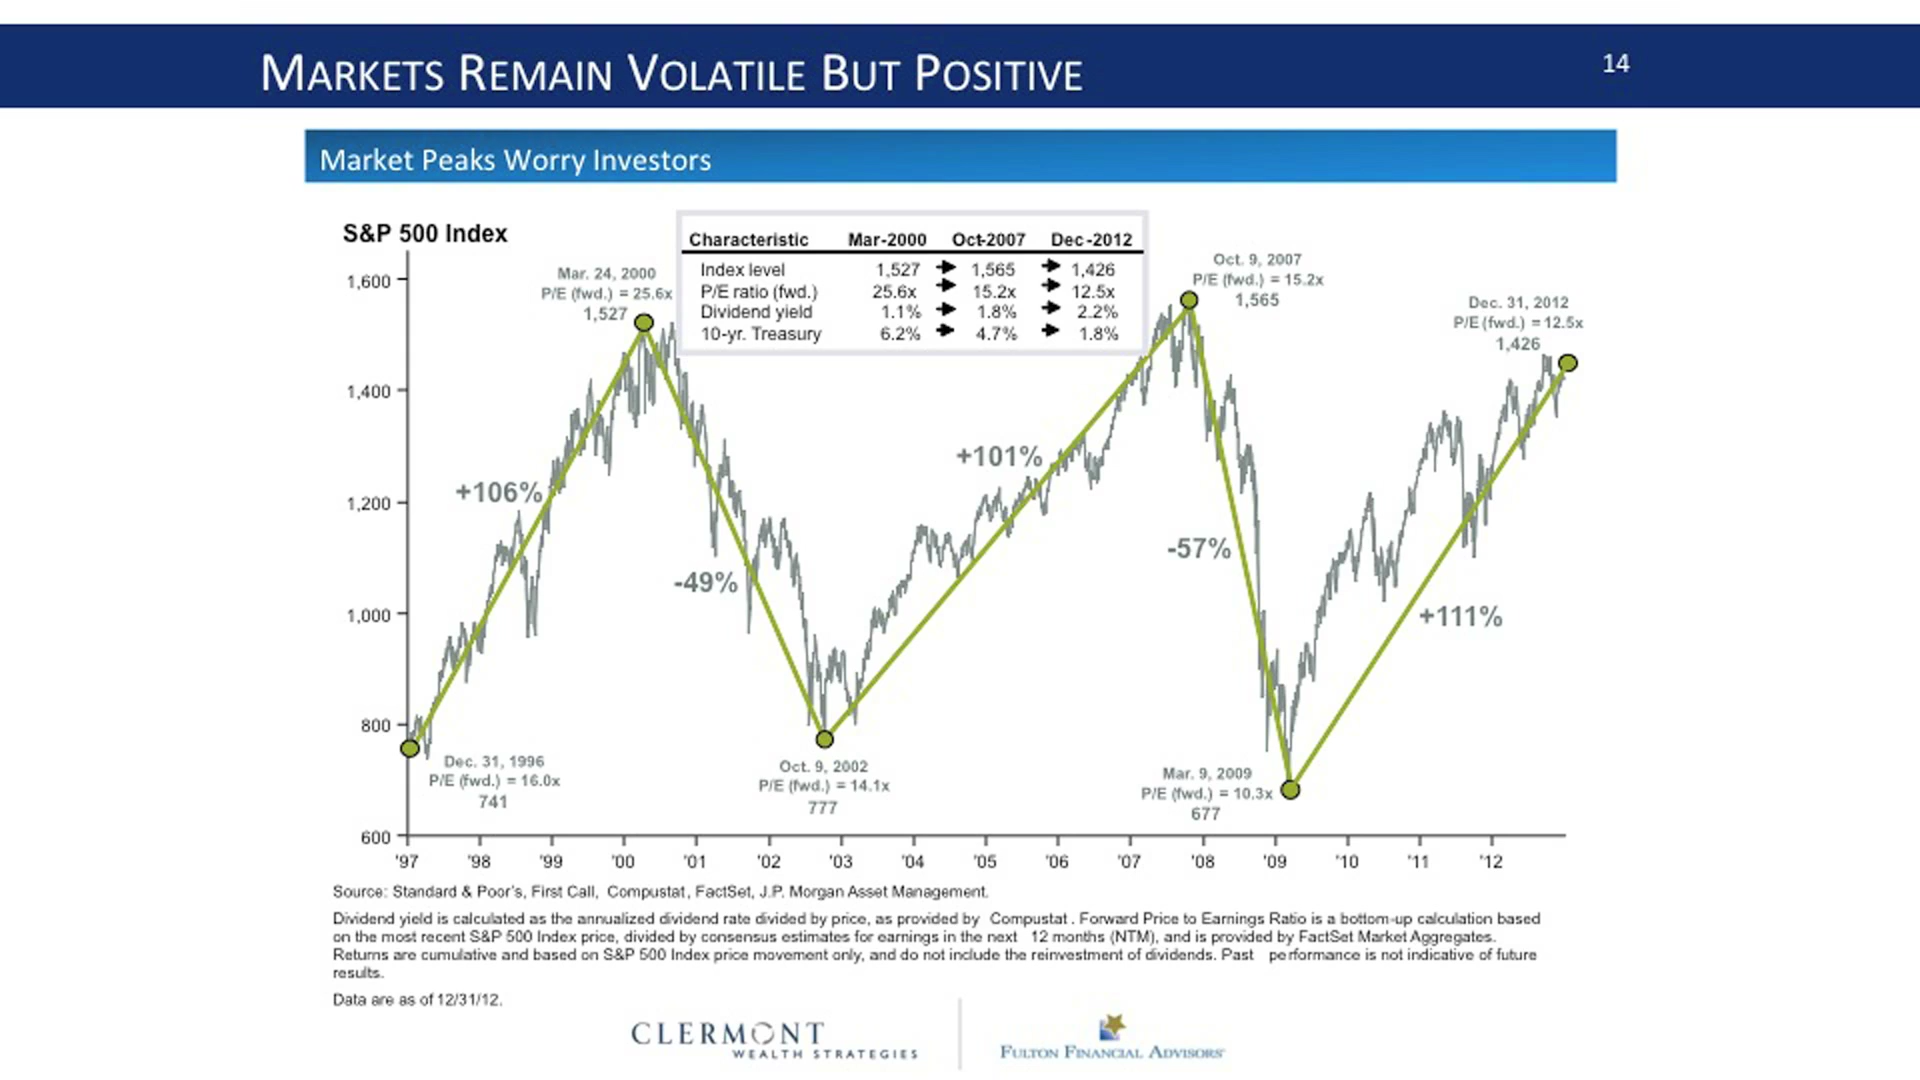 MARKETS REMAIN VOLATILE BUT POSITIVE
14
Market Peaks Worry Investors
S&P 500 Index
Characteristic Mar-2000 Oct-2007 Dec-2012
Index level 1,527 1,565 1,426
P/E ratio (fwd.) 25.6x 15.2x 12.5x
Dividend yield 1.1% 1.8% 2.2%
10-yr. Treasury 6.2% 4.7% 1.8%
Mar. 24, 2000
P/E (fwd.) = 25.6x
1,527
Oct. 9, 2007
P/E (fwd.) = 15.2x
1,565
Dec. 31, 2012
P/E (fwd.) = 12.5x
1,426
1,600
1,400
1,200
1,000
800
600
+106%
-49%
+101%
-57%
+111%
Dec. 31, 1996
P/E (fwd.) = 16.0x
741
Oct. 9, 2002
P/E (fwd.) = 14.1x
777
Mar. 9, 2009
P/E (fwd.) = 10.3x
677
'97 '98 '99 '00 '01 '02 '03 '04 '05 '06 '07 '08 '09 '10 '11 '12
Source: Standard & Poor's, First Call, Compustat, FactSet, J.P. Morgan Asset Management.
Dividend yield is calculated as the annualized dividend rate divided by price, as provided by Compustat. Forward Price to Earnings Ratio is a bottom-up calculation based
on the most recent S&P 500 Index price, divided by consensus estimates for earnings in the next 12 months (NTM), and is provided by FactSet Market Aggregates.
Returns are cumulative and based on S&P 500 Index price movement only, and do not include the reinvestment of dividends. Past performance is not indicative of future
results.
Data are as of 12/31/12.
CLERMONT
WEALTH STRATEGIES
FULTON FINANCIAL ADVISORS